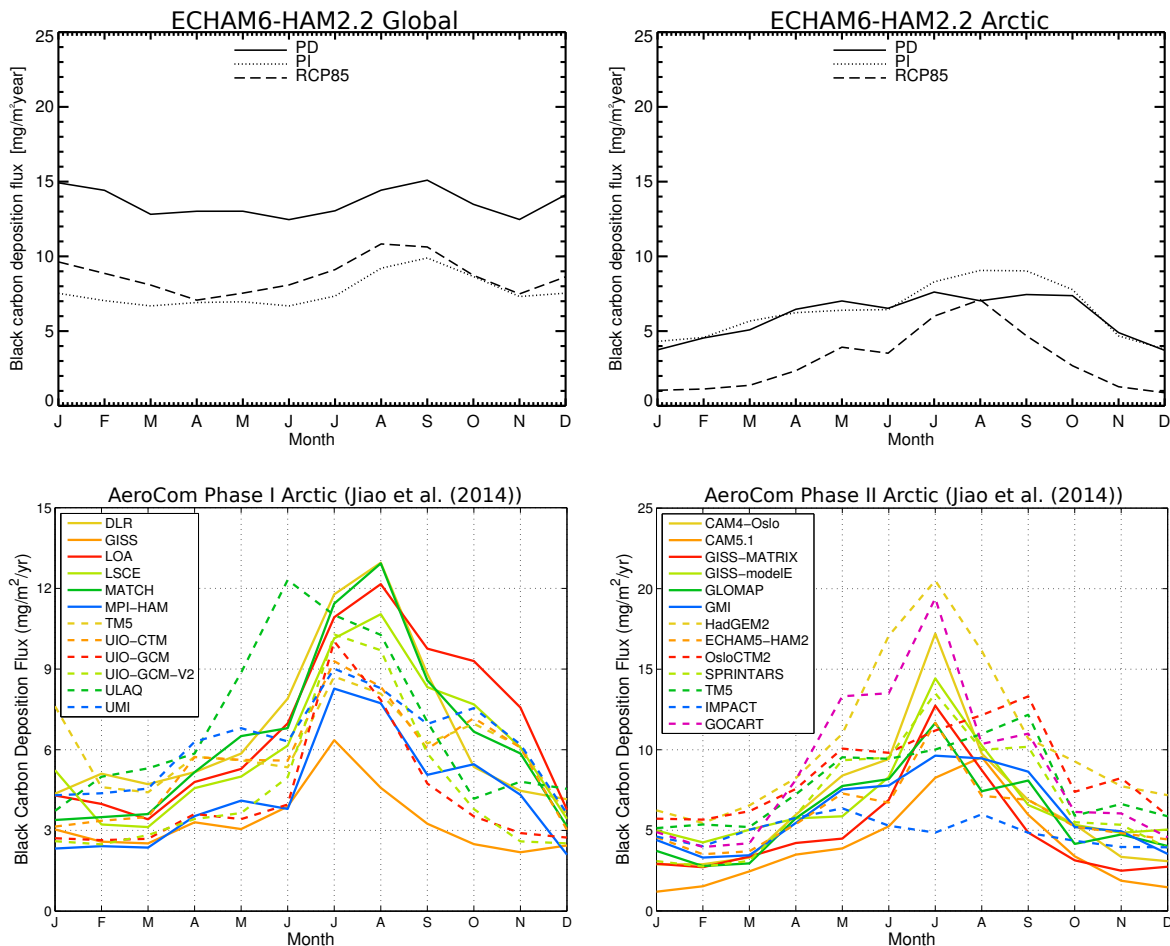 ECHAM6-HAM2.2 Global
25
20
15
10
5
0
Black carbon deposition flux [mg/m²year]
PD
PI
RCP85
J F M A M J J A S O N D
Month
ECHAM6-HAM2.2 Arctic
25
20
15
10
5
0
Black carbon deposition flux [mg/m²year]
PD
PI
RCP85
J F M A M J J A S O N D
Month
AeroCom Phase I Arctic (Jiao et al. (2014))
15
12
9
6
3
0
Black Carbon Deposition Flux (mg/m²/yr)
DLR
GISS
LOA
LSCE
MATCH
MPI−HAM
TM5
UIO−CTM
UIO−GCM
UIO−GCM−V2
ULAQ
UMI
J F M A M J J A S O N D
Month
AeroCom Phase II Arctic (Jiao et al. (2014))
25
20
15
10
5
0
Black Carbon Deposition Flux (mg/m²/yr)
CAM4−Oslo
CAM5.1
GISS−MATRIX
GISS−modelE
GLOMAP
GMI
HadGEM2
ECHAM5-HAM2
OsloCTM2
SPRINTARS
TM5
IMPACT
GOCART
J F M A M J J A S O N D
Month